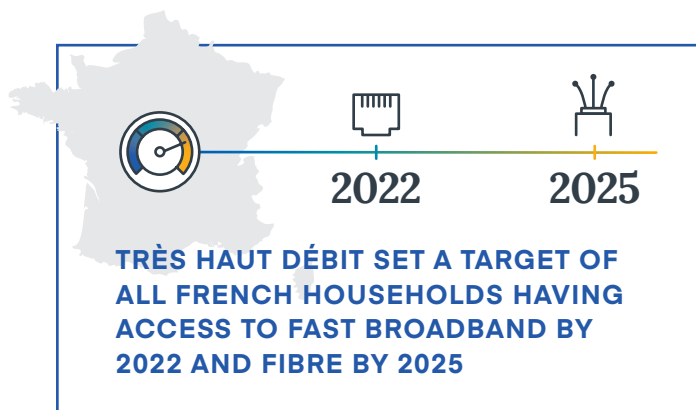 2022
2025
TRÈS HAUT DÉBIT SET A TARGET OF
ALL FRENCH HOUSEHOLDS HAVING
ACCESS TO FAST BROADBAND BY
2022 AND FIBRE BY 2025